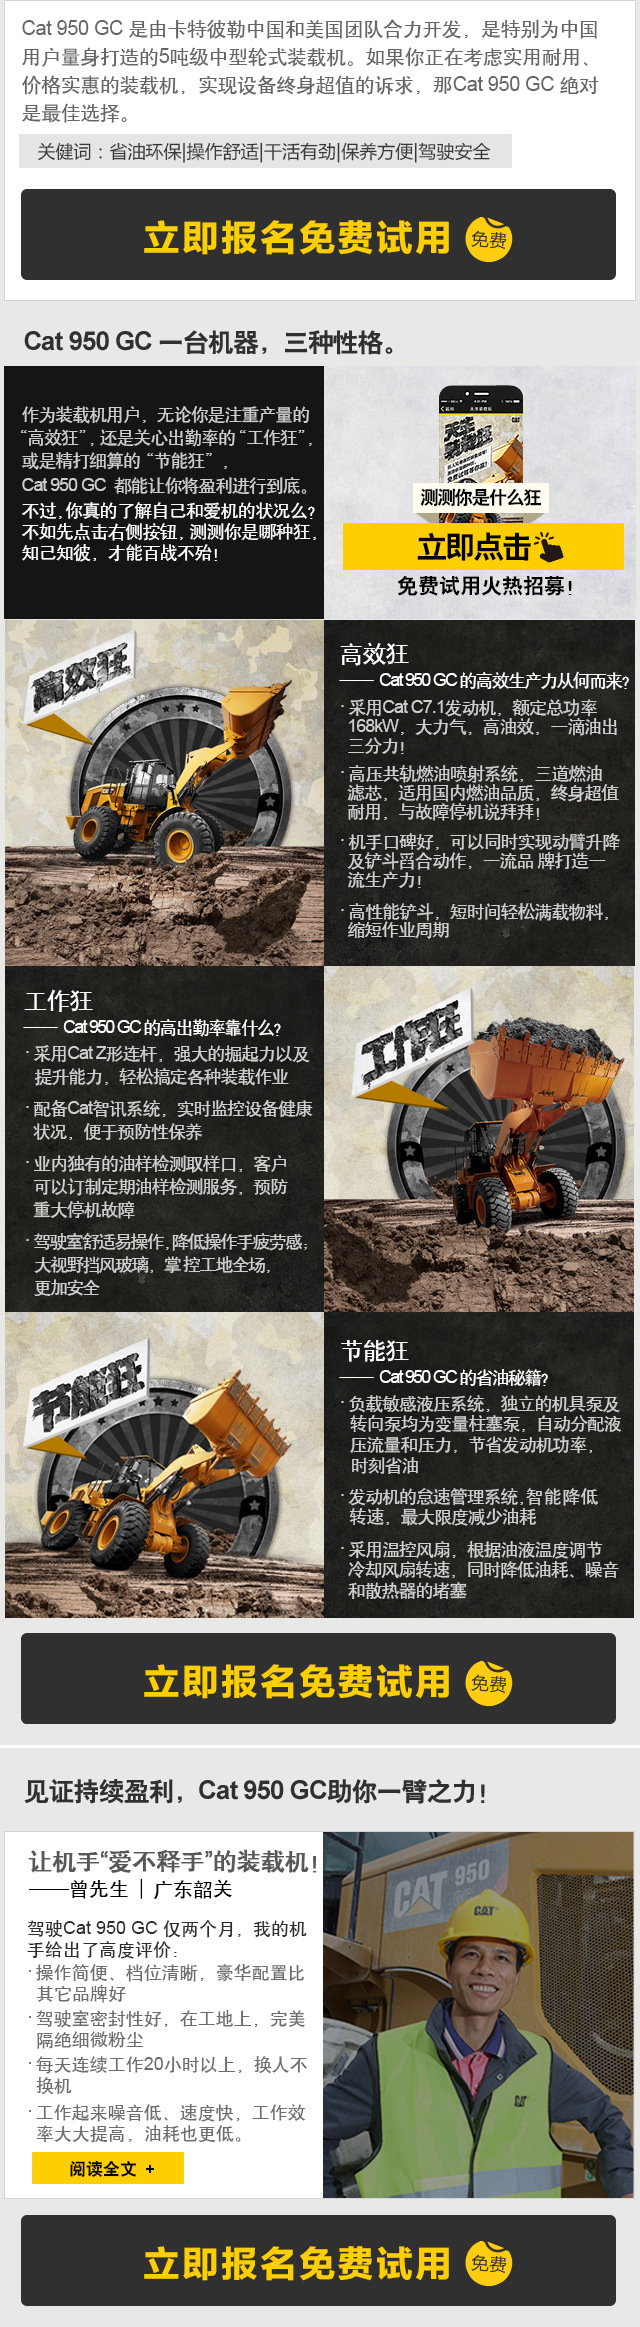 Cat 950 GC 是由卡特彼勒中国和美国团队合力开发，是特别为中国
用户量身打造的5吨级中型轮式装载机。如果你正在考虑实用耐用、
价格实惠的装载机，实现设备终身超值的诉求，那Cat 950 GC 绝对
是最佳选择。
关健词：省油环保|操作舒适|干活有劲|保养方便|驾驶安全
立即报名免费试用 免费
Cat 950 GC 一台机器，三种性格。
作为装载机用户，无论你是注重产量的
“高效狂”, 还是关心出勤率的 “工作狂”,
或是精打细算的 “节能狂” ,
Cat 950 GC 都能让你将盈利进行到底。
不过, 你真的了解自己和爱机的状况么?
不如先点击右侧按钮, 测测你是哪种狂,
知己知彼，才能百战不殆!
天生
装载狂
测测你是什么狂
立即点击
免费试用火热招募!
高效狂
高效狂
—— Cat 950 GC 的高效生产力从何而来?
· 采用Cat C7.1发动机，额定总功率
168kW，大力气，高油效，一滴油出
三分力!
· 高压共轨燃油喷射系统，三道燃油
滤芯，适用国内燃油品质，终身超值
耐用，与故障停机说拜拜!
· 机手口碑好，可以同时实现动臂升降
及铲斗舀合动作，一流品 牌打造一
流生产力!
· 高性能铲斗，短时间轻松满载物料，
缩短作业周期
工作狂
—— Cat 950 GC 的高出勤率靠什么?
· 采用Cat Z形连杆，强大的掘起力以及
提升能力，轻松搞定各种装载作业
· 配备Cat智讯系统，实时监控设备健康
状况，便于预防性保养
· 业内独有的油样检测取样口，客户
可以订制定期油样检测服务，预防
重大停机故障
· 驾驶室舒适易操作, 降低操作手疲劳感;
大视野挡风玻璃，掌 控工地全场，
更加安全
工作狂
节能狂
节能狂
—— Cat 950 GC 的省油秘籍?
· 负载敏感液压系统，独立的机具泵及
转向泵均为变量柱塞泵，自动分配液
压流量和压力，节省发动机功率，
时刻省油
· 发动机的怠速管理系统, 智能 降低
转速，最大限度减少油耗
· 采用温控风扇，根据油液温度调节
冷却风扇转速，同时降低油耗、噪音
和散热器的堵塞
立即报名免费试用 免费
见证持续盈利，Cat 950 GC助你一臂之力!
让机手“爱不释手”的装载机!
——曾先生｜广东韶关
驾驶Cat 950 GC 仅两个月，我的机
手给出了高度评价:
· 操作简便、档位清晰，豪华配置比
其它品牌好
· 驾驶室密封性好，在工地上，完美
隔绝细微粉尘
· 每天连续工作20小时以上，换人不
换机
· 工作起来噪音低、速度快，工作效
率大大提高，油耗也更低。
阅读全文 +
CAT 950
CAT
CAT
立即报名免费试用 免费